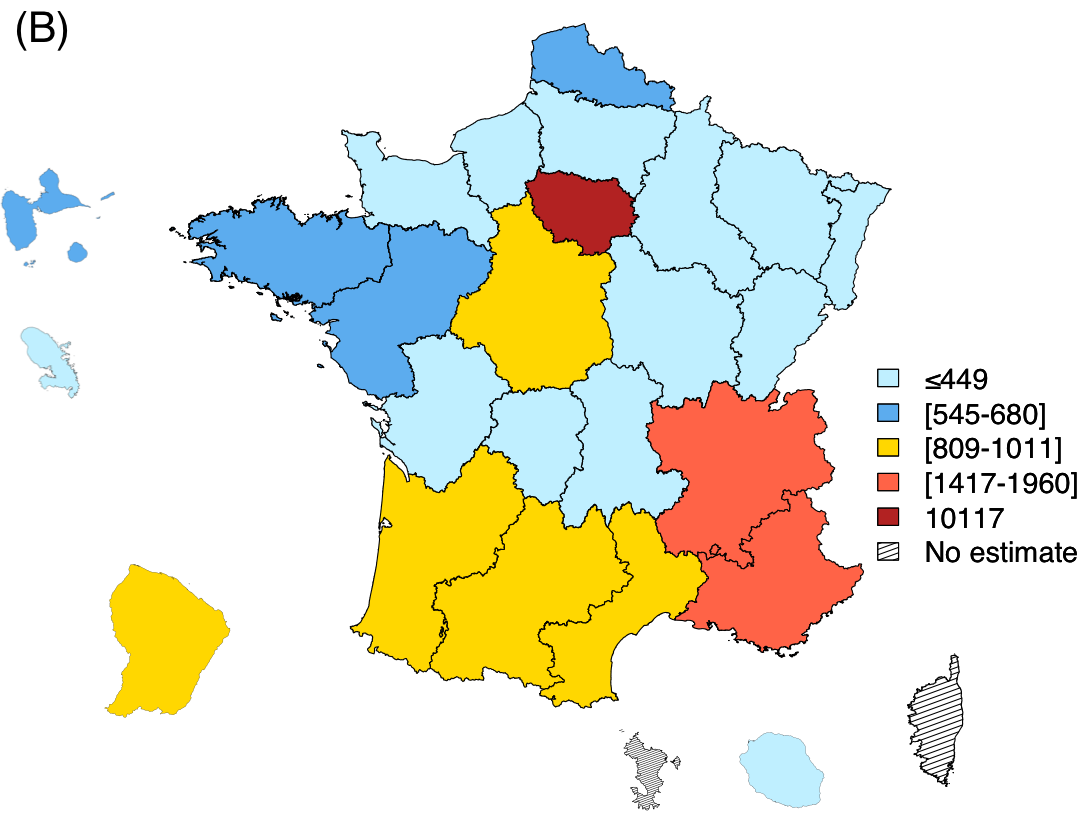 (B)
≤449
[545-680]
[809-1011]
[1417-1960]
10117
No estimate